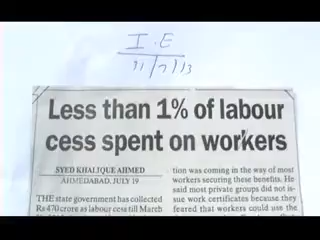 I.E
Less than 1% of labour
cess spent on workers
SYED KHALIQUE AHMED
AHMEDABAD, JULY 19
THE state government has collected
Rs 470 crore as labour cess till March
tion was coming in the way of most
workers securing these benefits. He
said most private groups did not is-
sue work certificates because they
feared that workers could use the